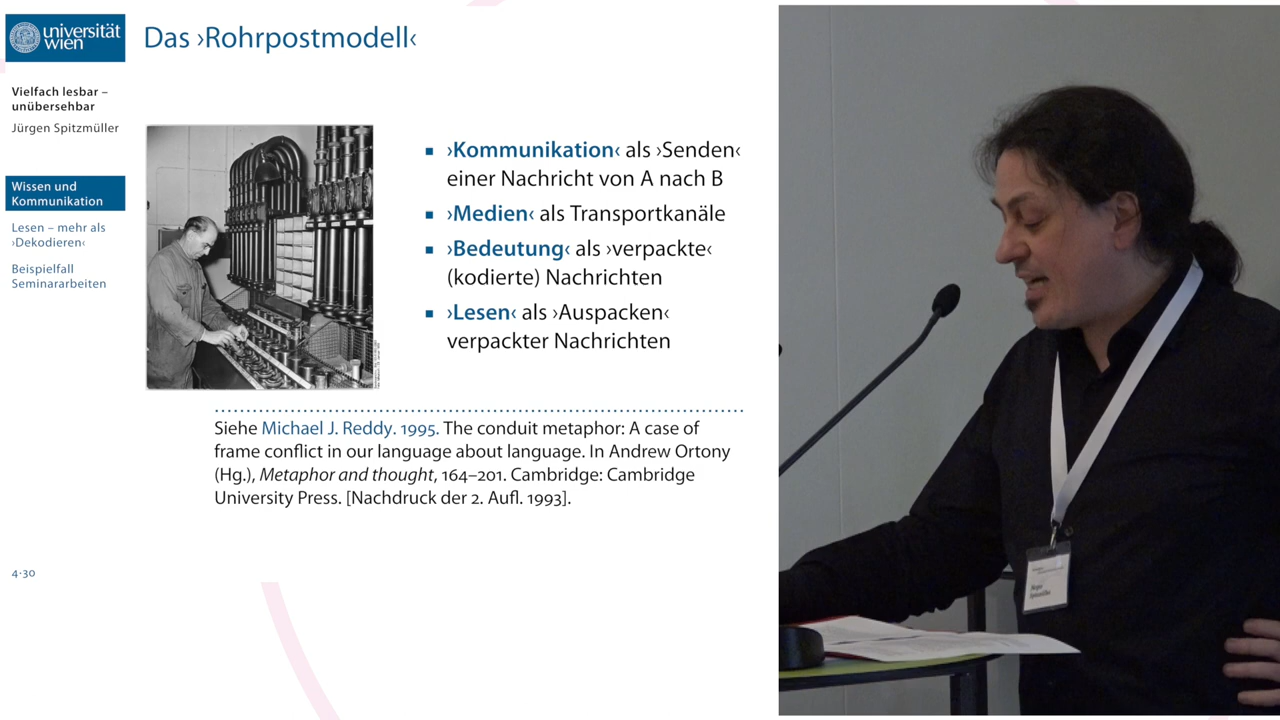 universität
wien
Das ›Rohrpostmodell‹
Vielfach lesbar –
unübersehbar
Jürgen Spitzmüller
Wissen und
Kommunikation
Lesen – mehr als
›Dekodieren‹
Beispielfall
Seminararbeiten
▪ ›Kommunikation‹ als ›Senden‹
einer Nachricht von A nach B
▪ ›Medien‹ als Transportkanäle
▪ ›Bedeutung‹ als ›verpackte‹
(kodierte) Nachrichten
▪ ›Lesen‹ als ›Auspacken‹
verpackter Nachrichten
Siehe Michael J. Reddy. 1995. The conduit metaphor: A case of
frame conflict in our language about language. In Andrew Ortony
(Hg.), Metaphor and thought, 164–201. Cambridge: Cambridge
University Press. [Nachdruck der 2. Aufl. 1993].
4·30